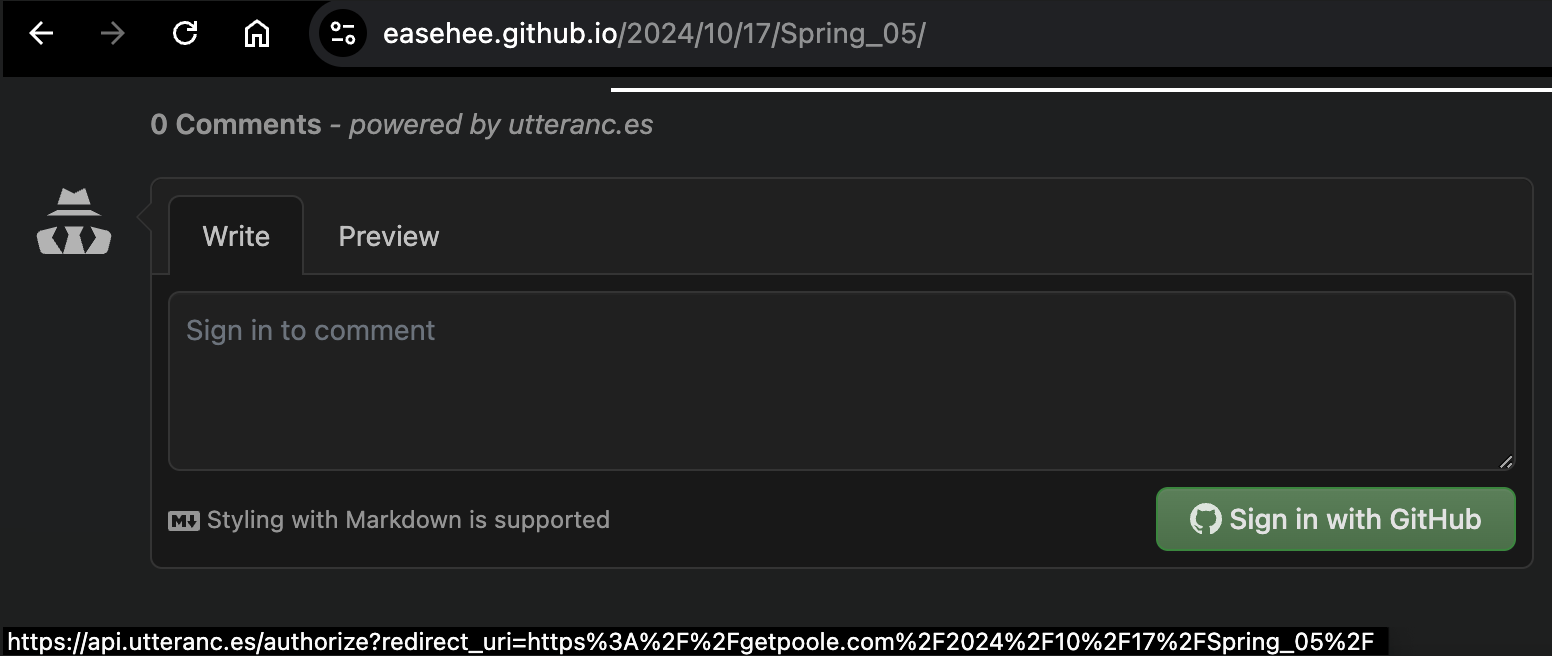 easehee.github.io/2024/10/17/Spring_05/
0 Comments - powered by utteranc.es
Write Preview
Sign in to comment
Styling with Markdown is supported
Sign in with GitHub
https://api.utteranc.es/authorize?redirect_uri=https%3A%2F%2Fgetpoole.com%2F2024%2F10%2F17%2FSpring_05%2F